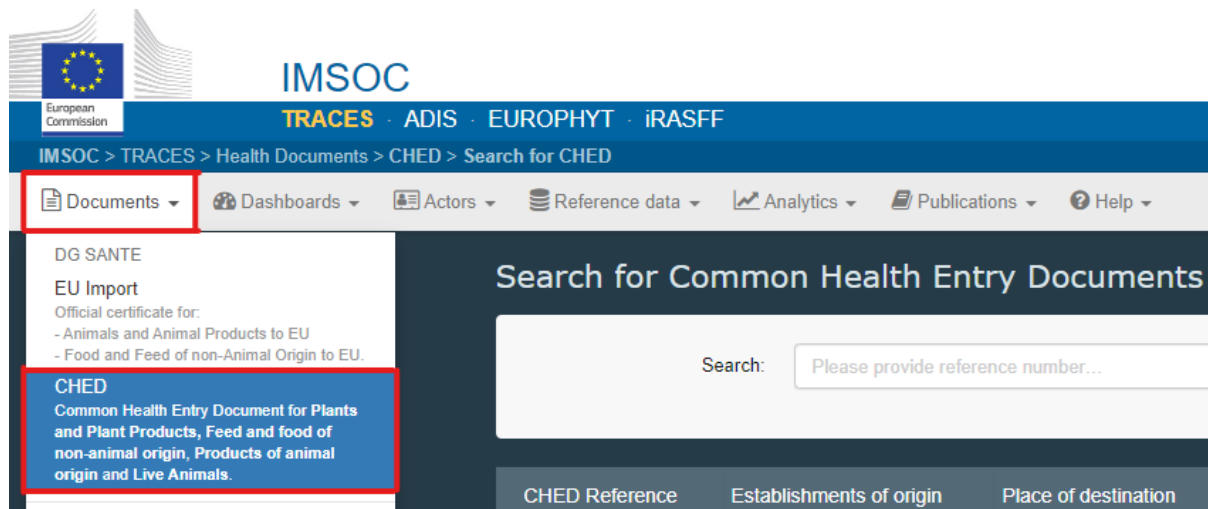 IMSOC
European
Commission
TRACES · ADIS · EUROPHYT · iRASFF
IMSOC > TRACES > Health Documents > CHED > Search for CHED
Documents Dashboards Actors Reference data Analytics Publications Help
DG SANTE
EU Import
Official certificate for:
- Animals and Animal Products to EU
- Food and Feed of non-Animal Origin to EU.
CHED
Common Health Entry Document for Plants
and Plant Products, Feed and food of
non-animal origin, Products of animal
origin and Live Animals.
Search for Common Health Entry Documents
Search: Please provide reference number...
CHED Reference Establishments of origin Place of destination